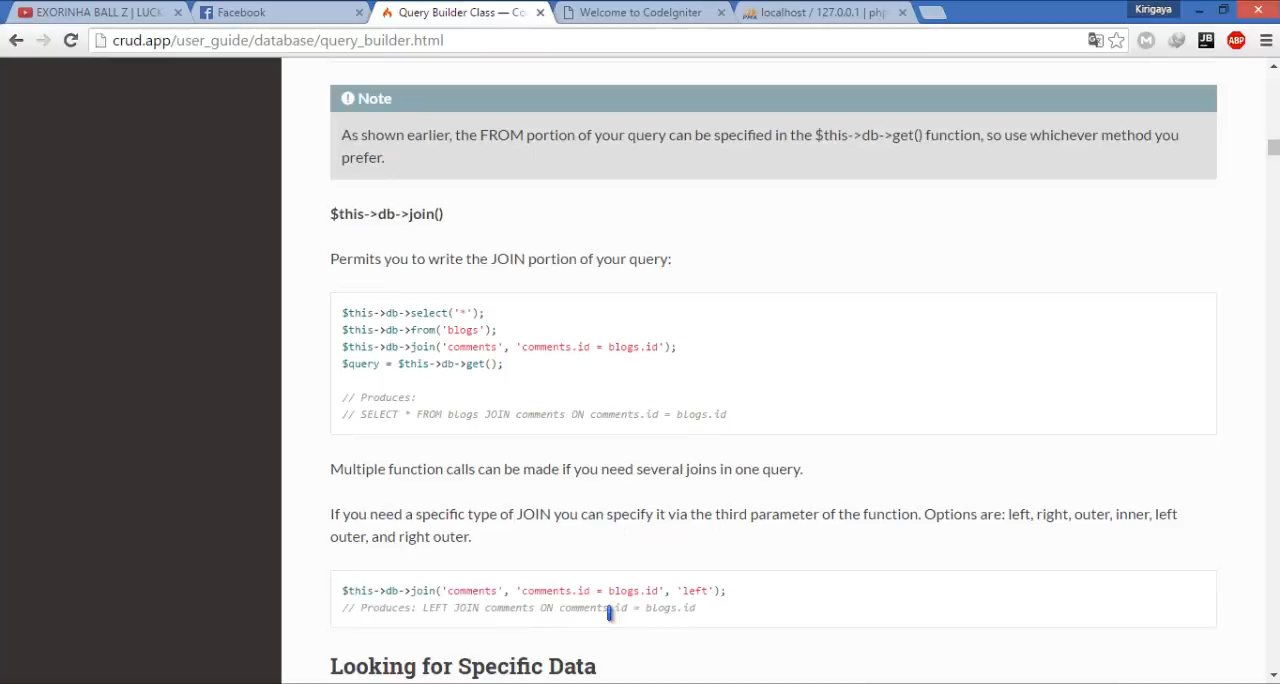 EXORINHA BALL Z | LUCK
Facebook
Query Builder Class — Co
Welcome to CodeIgniter
localhost / 127.0.0.1 | php
Kirigaya
crud.app/user_guide/database/query_builder.html
JB
ABP
Note
As shown earlier, the FROM portion of your query can be specified in the $this->db->get() function, so use whichever method you
prefer.
$this->db->join()
Permits you to write the JOIN portion of your query:
$this->db->select('*');
$this->db->from('blogs');
$this->db->join('comments', 'comments.id = blogs.id');
$query = $this->db->get();
// Produces:
// SELECT * FROM blogs JOIN comments ON comments.id = blogs.id
Multiple function calls can be made if you need several joins in one query.
If you need a specific type of JOIN you can specify it via the third parameter of the function. Options are: left, right, outer, inner, left
outer, and right outer.
$this->db->join('comments', 'comments.id = blogs.id', 'left');
// Produces: LEFT JOIN comments ON comments.id = blogs.id
Looking for Specific Data